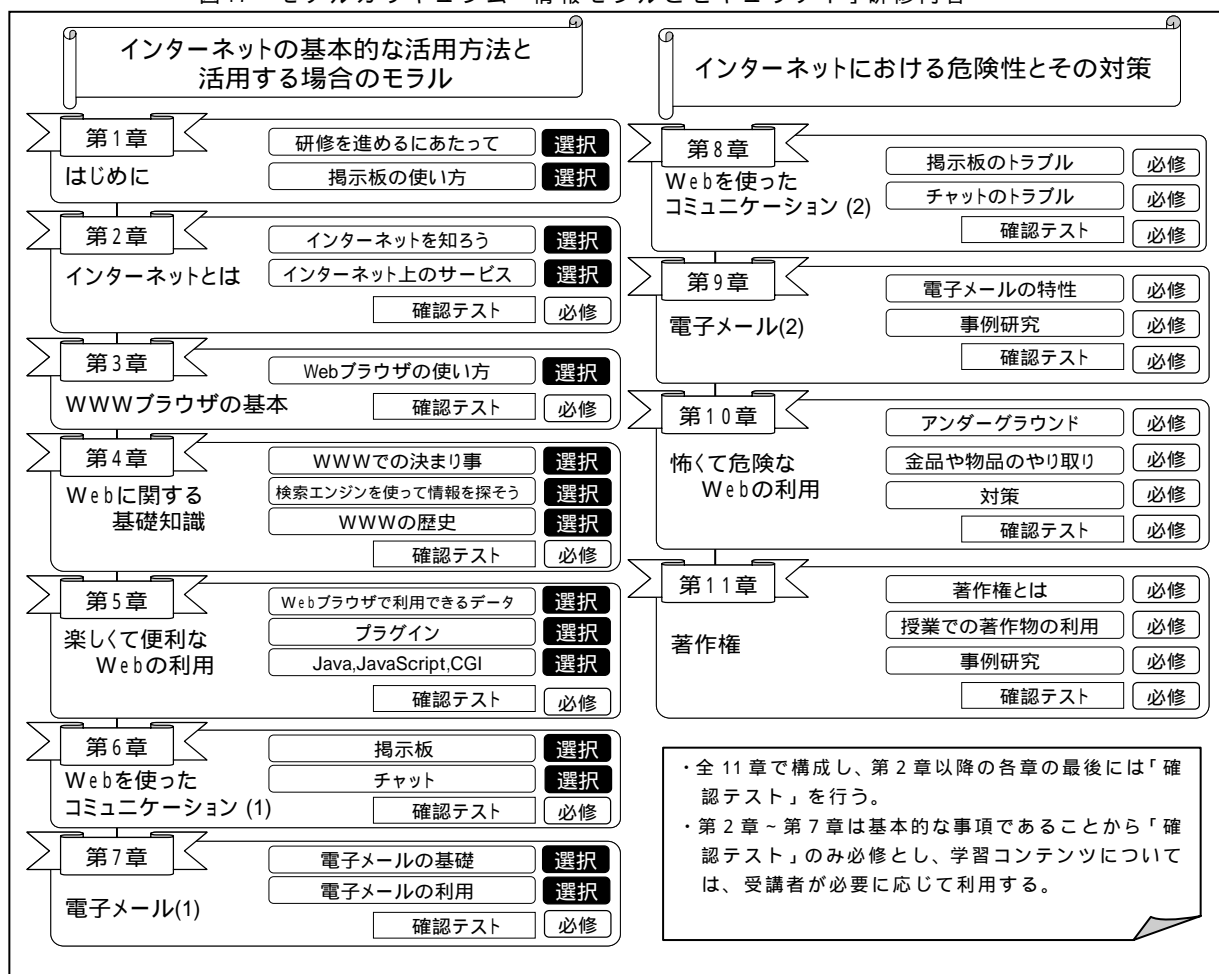 インターネットの基本的な活用方法と
活用する場合のモラル
第1章
はじめに
研修を進めるにあたって 選択
掲示板の使い方 選択
第2章
インターネットとは
インターネットを知ろう 選択
インターネット上のサービス 選択
確認テスト 必修
第3章
WWWブラウザの基本
Webブラウザの使い方 選択
確認テスト 必修
第4章
Webに関する
基礎知識
WWWでの決まり事 選択
検索エンジンを使って情報を探そう 選択
WWWの歴史 選択
確認テスト 必修
第5章
楽しくて便利な
Webの利用
Webブラウザで利用できるデータ 選択
プラグイン 選択
Java,JavaScript,CGI 選択
確認テスト 必修
第6章
Webを使った
コミュニケーション (1)
掲示板 選択
チャット 選択
確認テスト 必修
第7章
電子メール(1)
電子メールの基礎 選択
電子メールの利用 選択
確認テスト 必修
インターネットにおける危険性とその対策
第8章
Webを使った
コミュニケーション (2)
掲示板のトラブル 必修
チャットのトラブル 必修
確認テスト 必修
第9章
電子メール(2)
電子メールの特性 必修
事例研究 必修
確認テスト 必修
第10章
怖くて危険な
Webの利用
アンダーグラウンド 必修
金品や物品のやり取り 必修
対策 必修
確認テスト 必修
第11章
著作権
著作権とは 必修
授業での著作物の利用 必修
事例研究 必修
確認テスト 必修
・全11章で構成し、第2章以降の各章の最後には「確
認テスト」を行う。
・第2章~第7章は基本的な事項であることから「確
認テスト」のみ必修とし、学習コンテンツについて
は、受講者が必要に応じて利用する。